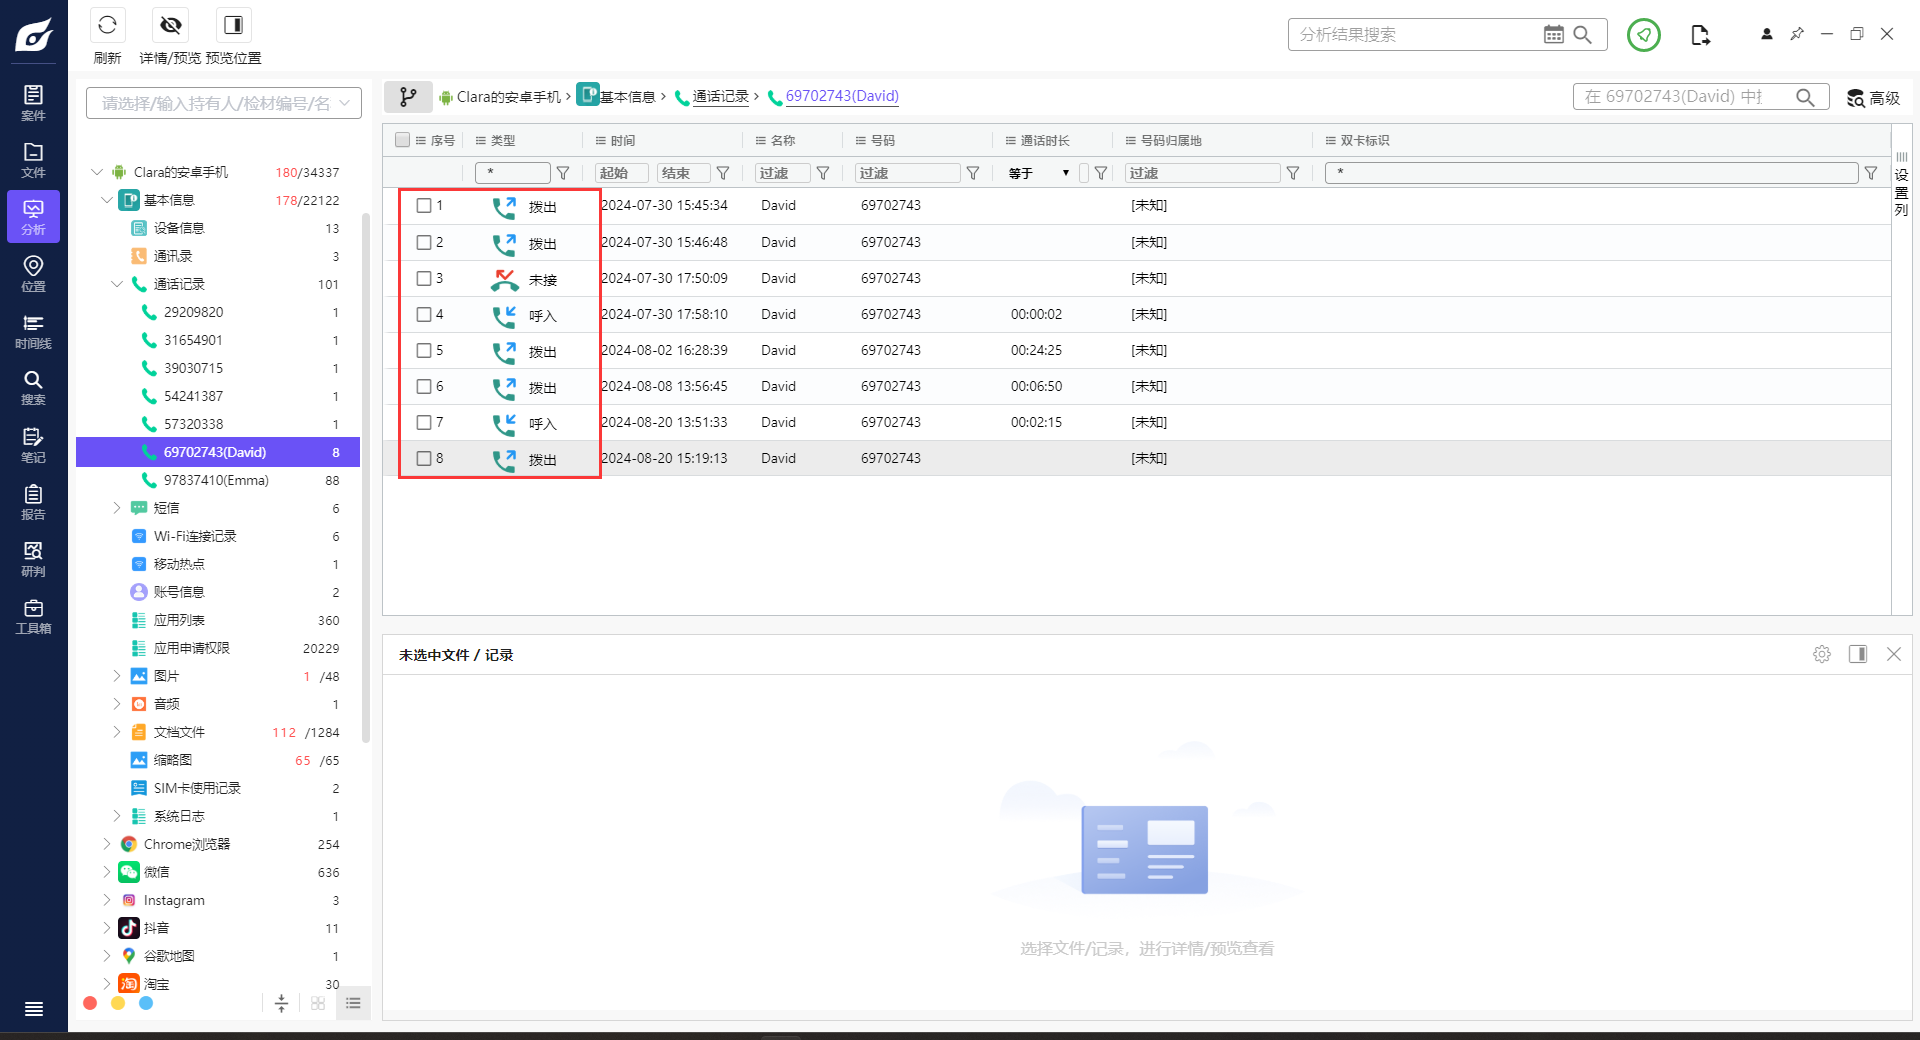 刷新 详情/预览 预览位置
分析结果搜索
案件
文件
分析
位置
时间线
搜索
笔记
报告
研判
工具箱
请选择/输入持有人/检材编号/名
Clara的安卓手机 180/34337
基本信息 178/22122
设备信息 13
通讯录 3
通话记录 101
29209820 1
31654901 1
39030715 1
54241387 1
57320338 1
69702743(David) 8
97837410(Emma) 88
短信 6
Wi-Fi连接记录 6
移动热点 1
账号信息 2
应用列表 360
应用申请权限 20229
图片 1 /48
音频 1
文档文件 112 /1284
缩略图 65 /65
SIM卡使用记录 2
系统日志 1
Chrome浏览器 254
微信 636
Instagram 3
抖音 11
谷歌地图 1
淘宝 30
Clara的安卓手机 > 基本信息 > 通话记录 > 69702743(David)
在 69702743(David) 中
高级
序号 类型 时间 名称 号码 通话时长 号码归属地 双卡标识
* 起始 结束 过滤 过滤 等于 过滤 *
1 拨出 2024-07-30 15:45:34 David 69702743 [未知]
2 拨出 2024-07-30 15:46:48 David 69702743 [未知]
3 未接 2024-07-30 17:50:09 David 69702743 [未知]
4 呼入 2024-07-30 17:58:10 David 69702743 00:00:02 [未知]
5 拨出 2024-08-02 16:28:39 David 69702743 00:24:25 [未知]
6 拨出 2024-08-08 13:56:45 David 69702743 00:06:50 [未知]
7 呼入 2024-08-20 13:51:33 David 69702743 00:02:15 [未知]
8 拨出 2024-08-20 15:19:13 David 69702743 [未知]
设置列
未选中文件 / 记录
选择文件/记录，进行详情/预览查看